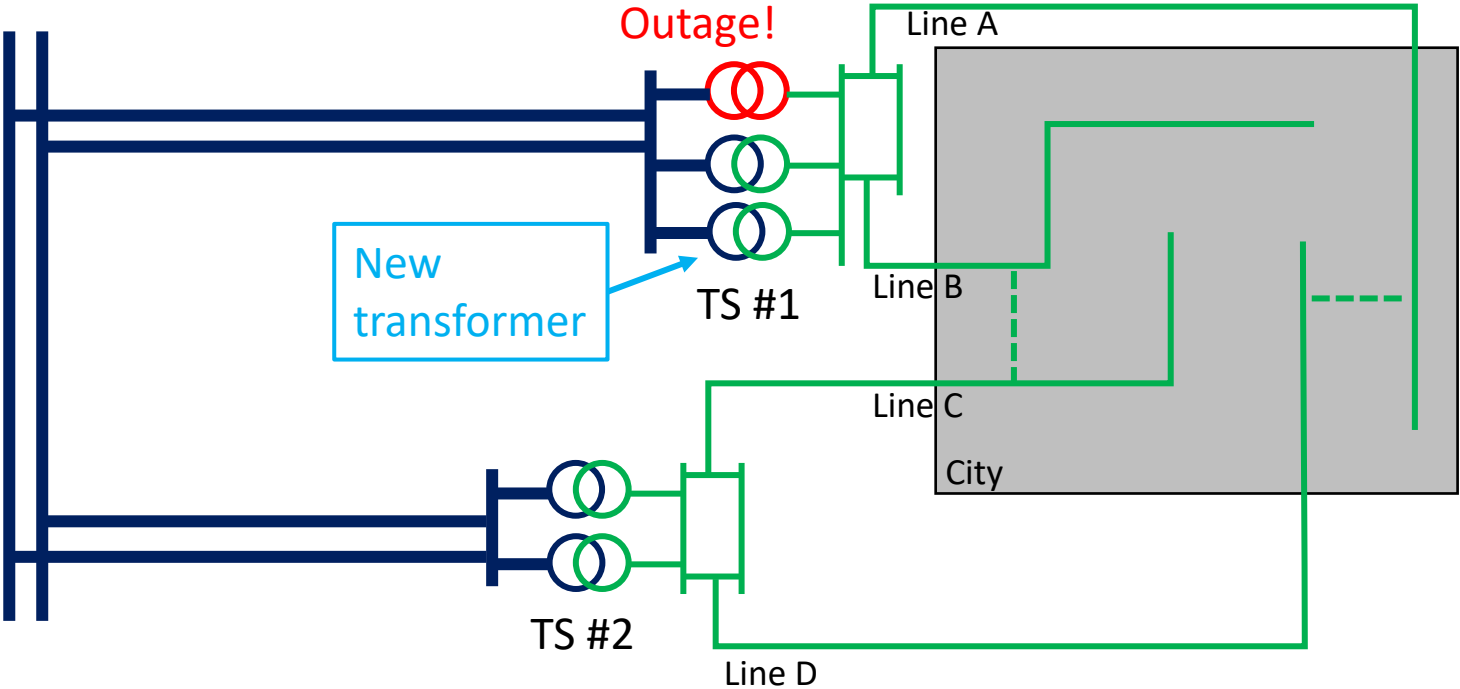 Outage!
Line A
New
transformer
TS #1
Line B
Line C
City
TS #2
Line D